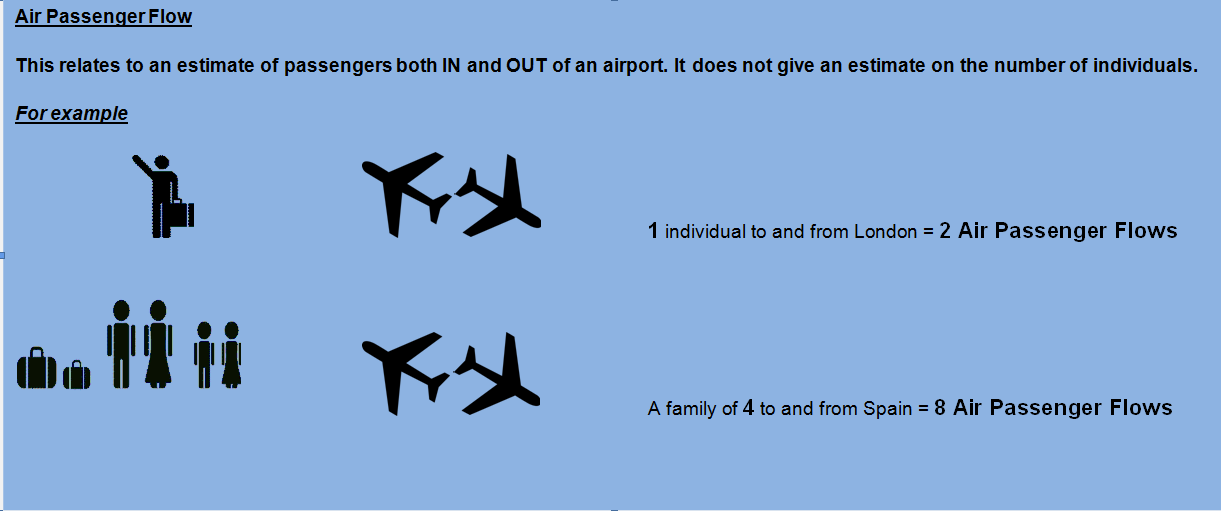 Air Passenger Flow
This relates to an estimate of passengers both IN and OUT of an airport. It does not give an estimate on the number of individuals.
For example
1 individual to and from London = 2 Air Passenger Flows
A family of 4 to and from Spain = 8 Air Passenger Flows